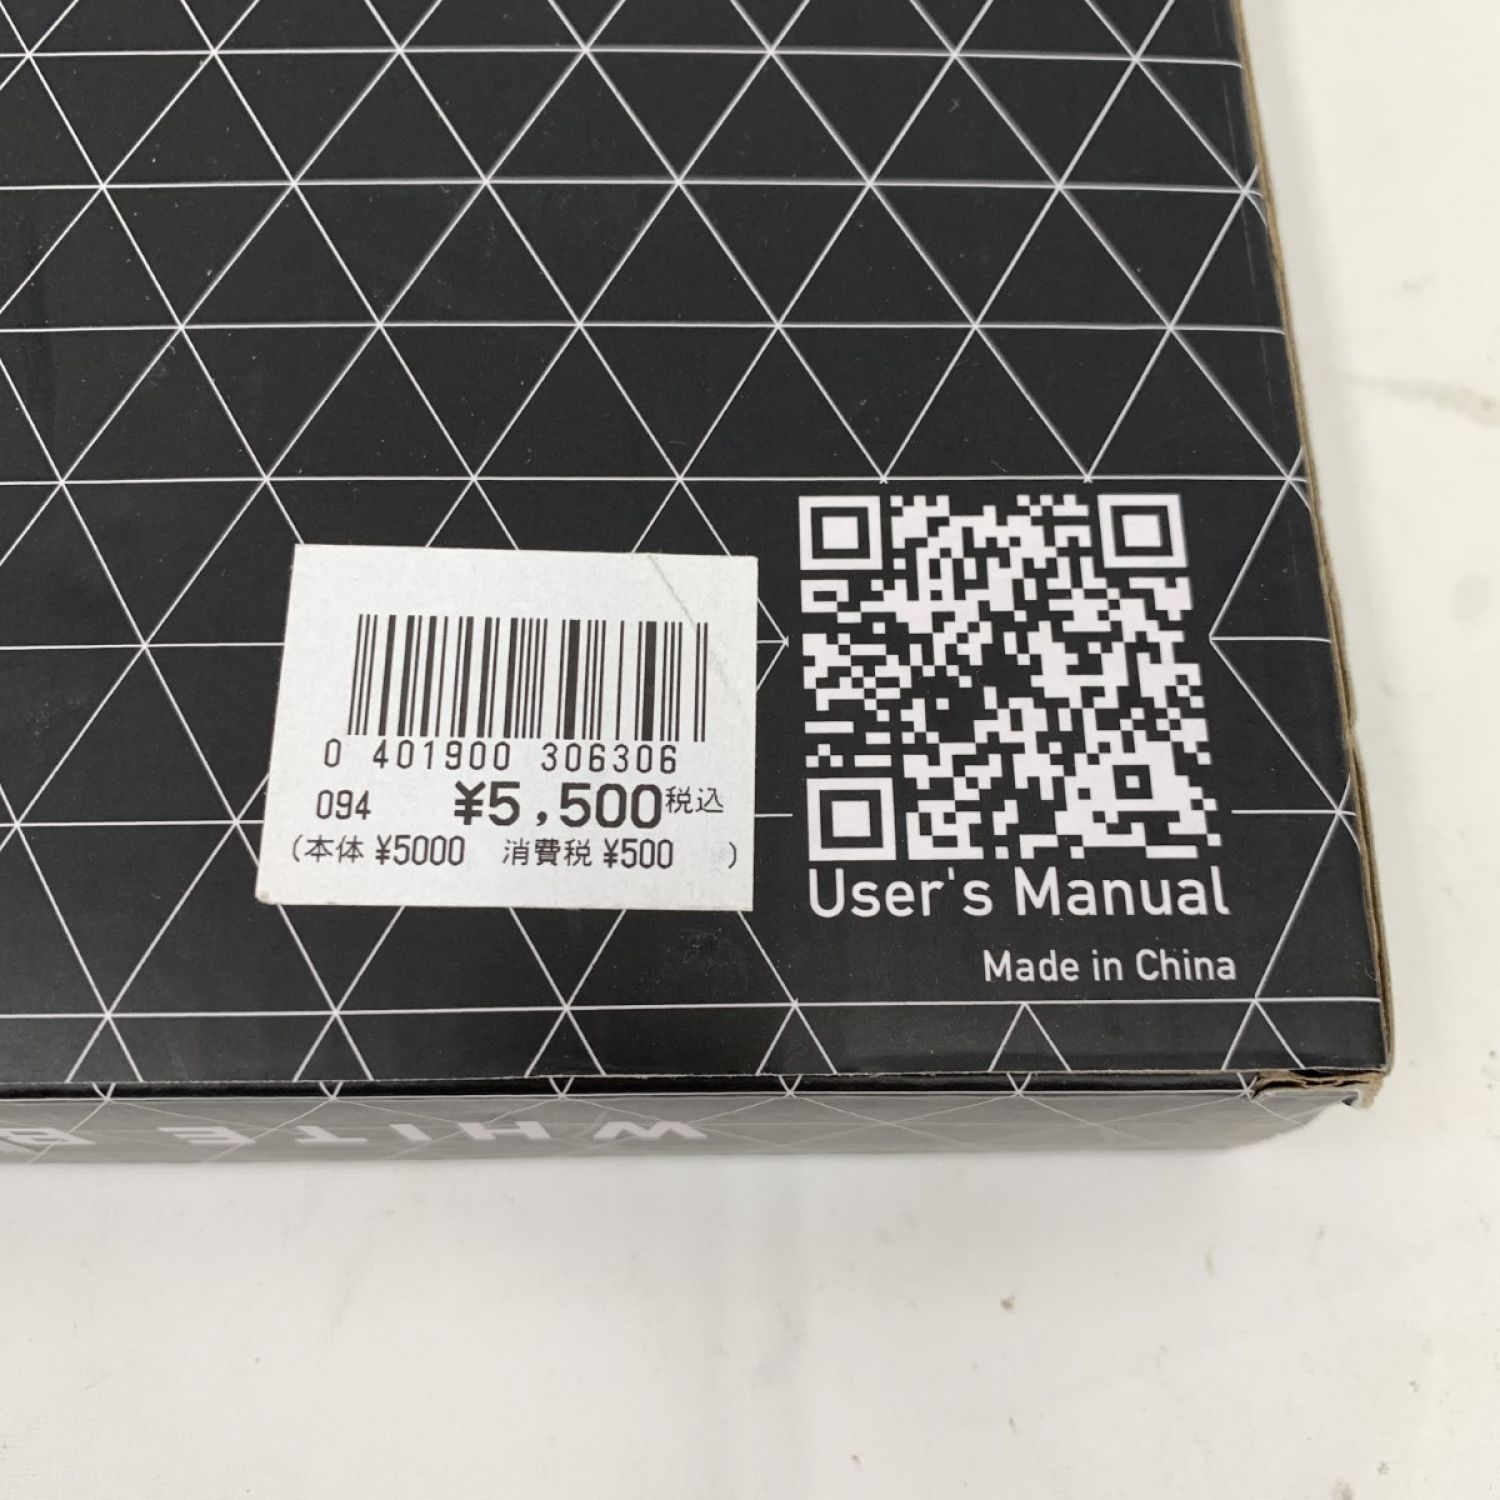 0 401900 306306
094 ¥5,500税込
(本体 ¥5000 消費税 ¥500 )
User's Manual
Made in China
WHITE B